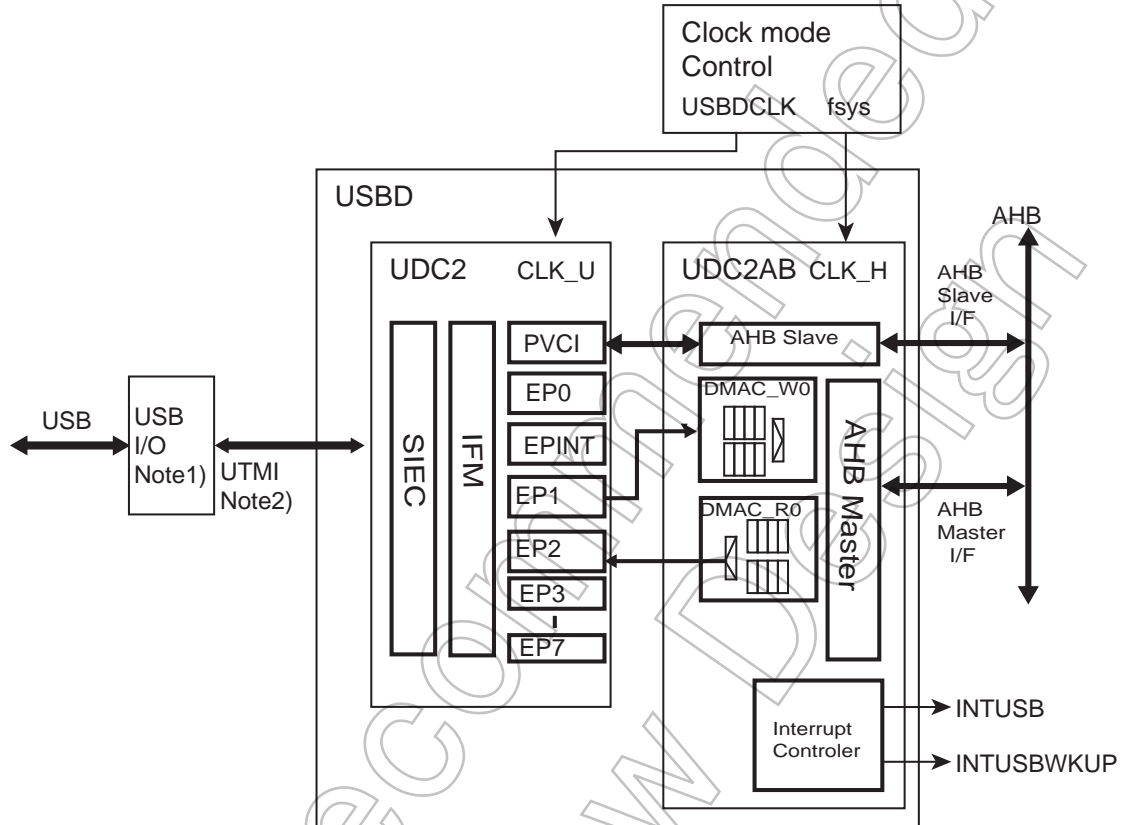 Clock mode
Control
USBDCLK fsys
USBD
AHB
UDC2 CLK_U
UDC2AB CLK_H
AHB
Slave
I/F
PVCI
AHB Slave
EP0
DMAC_W0
USB
USB
I/O
Note1)
UTMI
Note2)
SIEC
IFM
EPINT
AHB Master
EP1
DMAC_R0
AHB
Master
I/F
EP2
EP3
EP7
Interrupt
Controler
INTUSB
INTUSBWKUP
ecommended
w Design